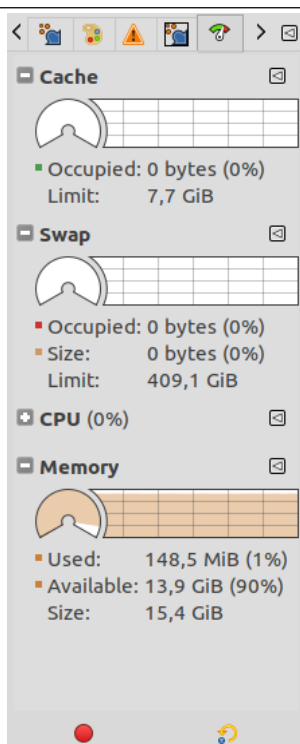 Cache
Occupied: 0 bytes (0%)
Limit: 7,7 GiB
Swap
Occupied: 0 bytes (0%)
Size: 0 bytes (0%)
Limit: 409,1 GiB
CPU (0%)
Memory
Used: 148,5 MiB (1%)
Available: 13,9 GiB (90%)
Size: 15,4 GiB